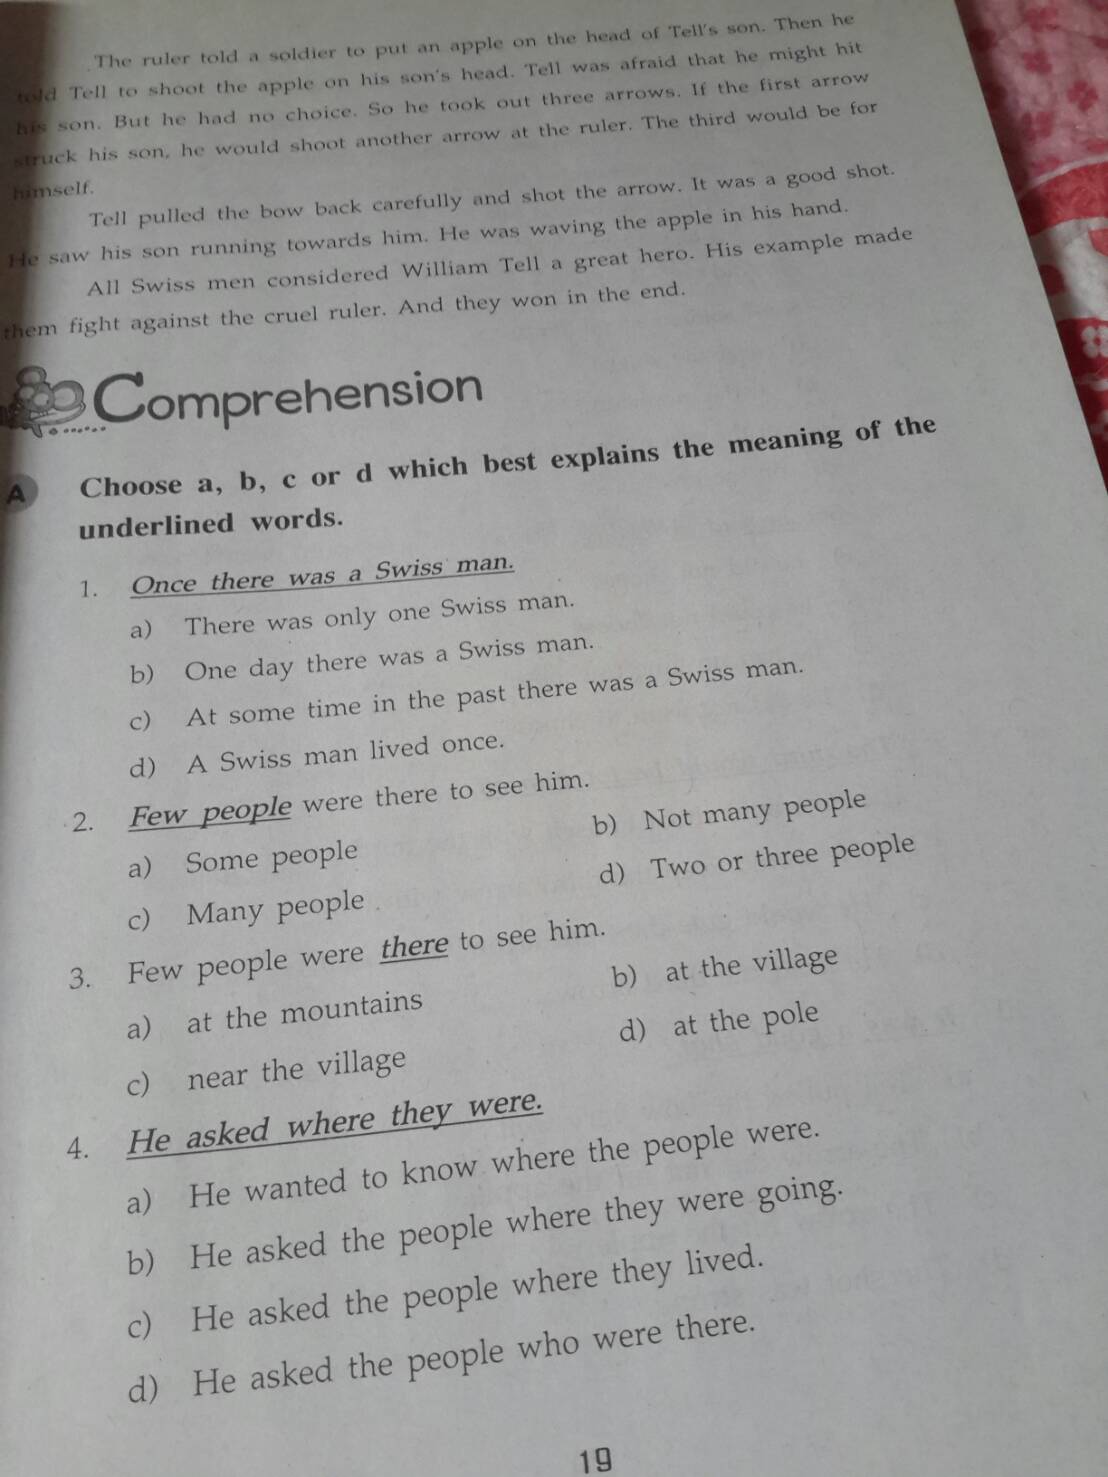 The ruler told a soldier to put an apple on the head of Tell's son. Then he
told Tell to shoot the apple on his son's head. Tell was afraid that he might hit
his son. But he had no choice. So he took out three arrows. If the first arrow
struck his son, he would shoot another arrow at the ruler. The third would be for
himself.
Tell pulled the bow back carefully and shot the arrow. It was a good shot.
He saw his son running towards him. He was waving the apple in his hand.
All Swiss men considered William Tell a great hero. His example made
them fight against the cruel ruler. And they won in the end.
Comprehension
A Choose a, b, c or d which best explains the meaning of the
underlined words.
1. Once there was a Swiss man.
a) There was only one Swiss man.
b) One day there was a Swiss man.
c) At some time in the past there was a Swiss man.
d) A Swiss man lived once.
2. Few people were there to see him.
a) Some people b) Not many people
c) Many people d) Two or three people
3. Few people were there to see him.
a) at the mountains b) at the village
c) near the village d) at the pole
4. He asked where they were.
a) He wanted to know where the people were.
b) He asked the people where they were going.
c) He asked the people where they lived.
d) He asked the people who were there.
19